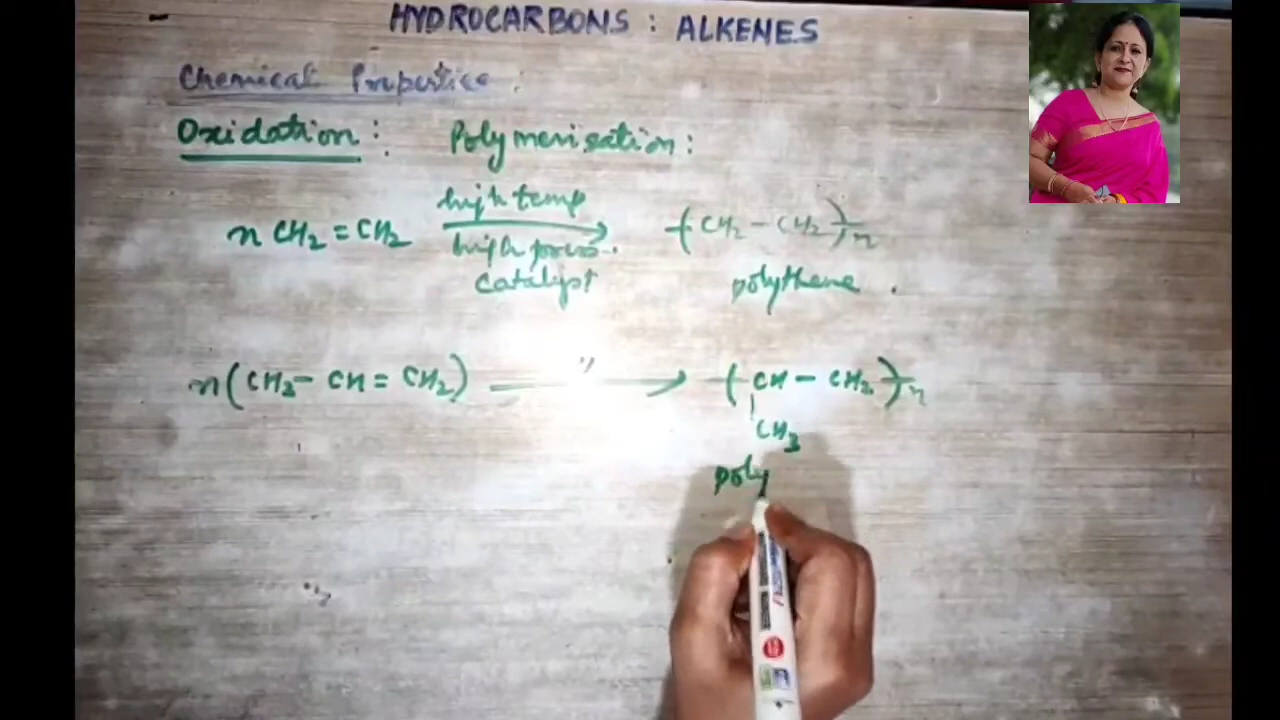 HYDROCARBONS : ALKENES
Chemical Properties :
Oxidation : Polymerisation :
n CH₂ = CH₂ high temp high press. catalyst (CH₂ - CH₂)n
polythene .
n(CH₃ - CH = CH₂) " (CH - CH₂)n
CH₃
poly